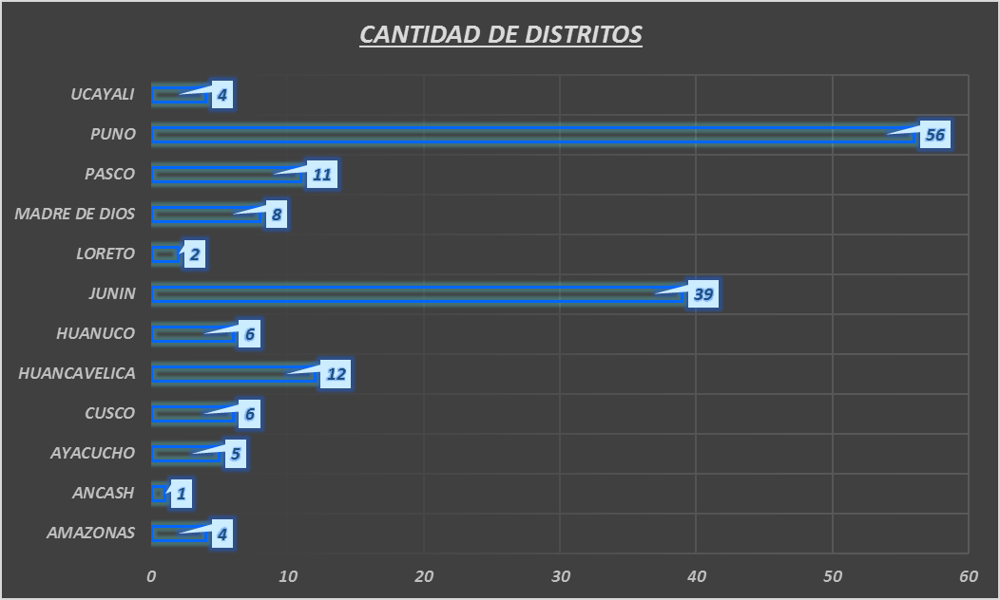 CANTIDAD DE DISTRITOS
UCAYALI 4
PUNO 56
PASCO 11
MADRE DE DIOS 8
LORETO 2
JUNIN 39
HUANUCO 6
HUANCAVELICA 12
CUSCO 6
AYACUCHO 5
ANCASH 1
AMAZONAS 4
0 10 20 30 40 50 60